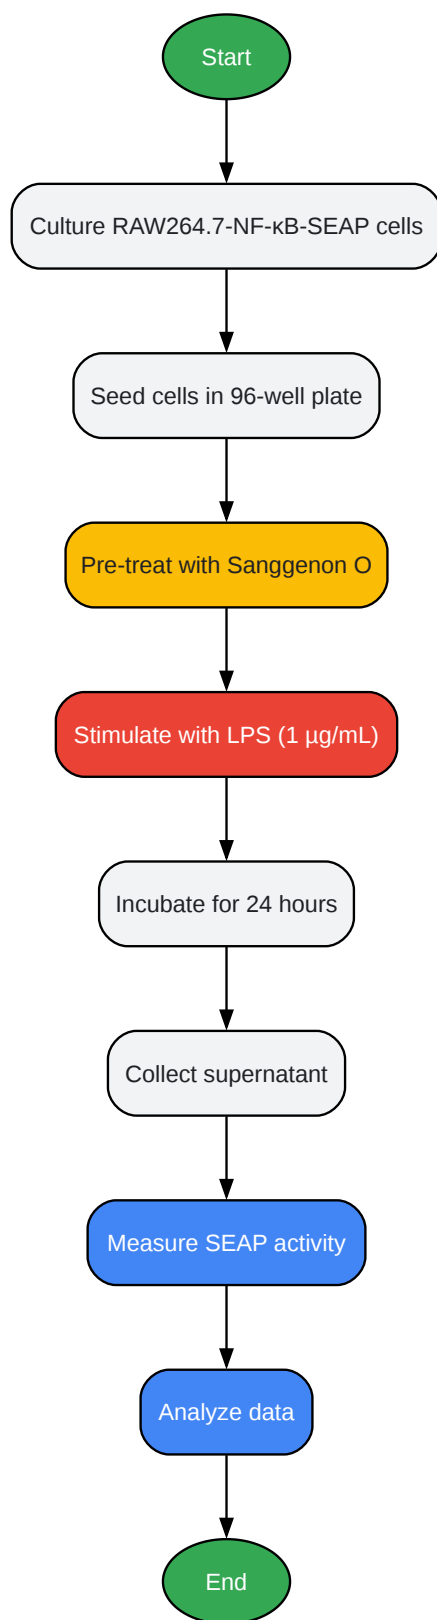 Start
Culture RAW264.7-NF-κB-SEAP cells
Seed cells in 96-well plate
Pre-treat with Sanggenon O
Stimulate with LPS (1 µg/mL)
Incubate for 24 hours
Collect supernatant
Measure SEAP activity
Analyze data
End